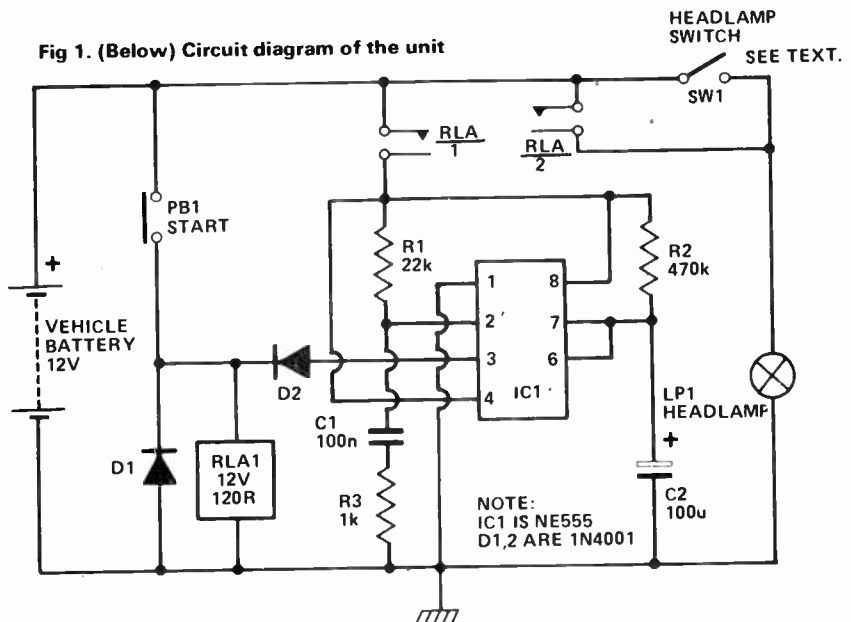 HEADLAMP
SWITCH
SEE TEXT.
Fig 1. (Below) Circuit diagram of the unit
SW1
RLA
1
RLA
2
PB1
START
R1
22k
R2
470k
1
8
2
7
3
6
4
IC1
+
VEHICLE
BATTERY
12V
D2
LP1
HEADLAMP
+
C1
100n
D1
RLA1
12V
120R
R3
1k
C2
100u
NOTE:
IC1 IS NE555
D1,2 ARE 1N4001